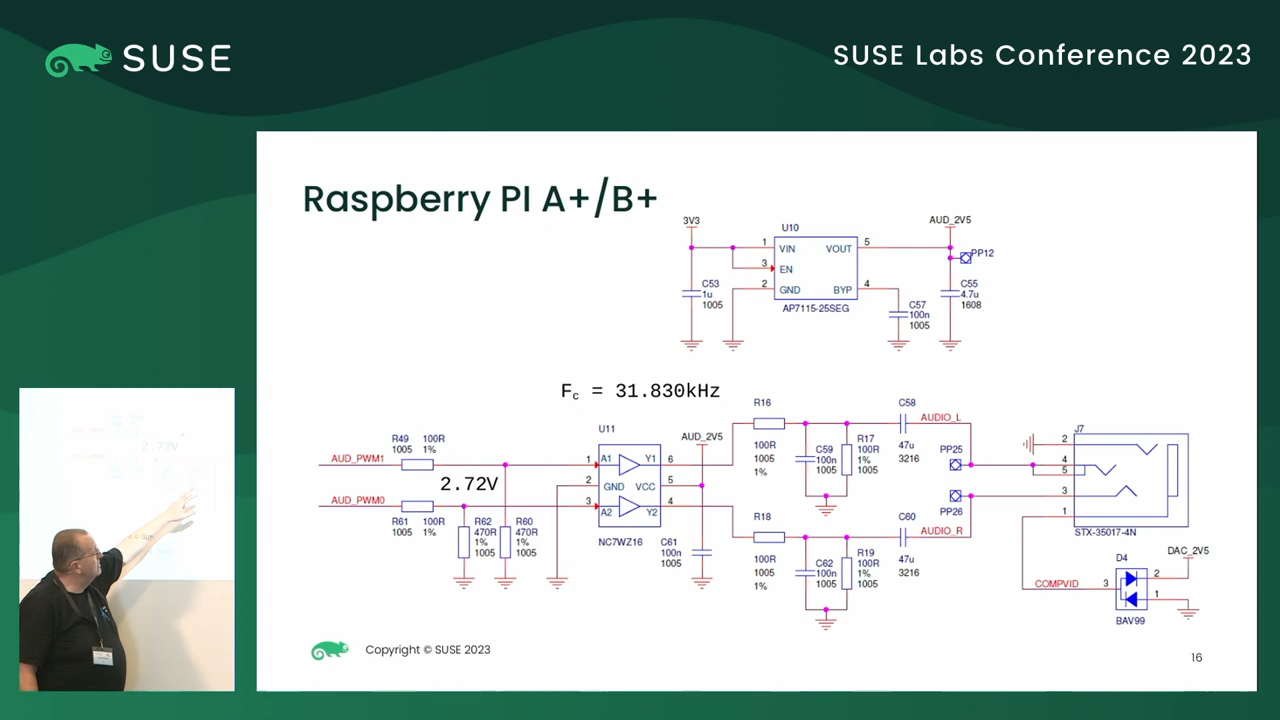 SUSE
SUSE Labs Conference 2023
Raspberry PI A+/B+
3V3
U10
AUD_2V5
1
VIN
VOUT
5
PP12
3
EN
2
GND
BYP
4
C53
1u
1005
C55
4.7u
1608
C57
100n
1005
AP7115-25SEG
Fc = 31.830kHz
R49
1005
100R
1%
AUD_PWM1
2.72V
AUD_PWM0
R61
1005
100R
1%
R62
470R
1%
1005
R60
470R
1%
1005
U11
1
A1
Y1
6
2
GND
VCC
5
3
A2
Y2
4
NC7WZ16
AUD_2V5
C61
100n
1005
R16
100R
1005
1%
C59
100n
1005
R17
100R
1%
1005
C58
47u
3216
AUDIO_L
PP25
R18
100R
1005
1%
C62
100n
1005
R19
100R
1%
1005
C60
47u
3216
AUDIO_R
PP26
J7
2
4
5
3
1
STX-35017-4N
COMPVID
D4
3
2
1
BAV99
DAC_2V5
2.72V
SUSE
Copyright © SUSE 2023
16